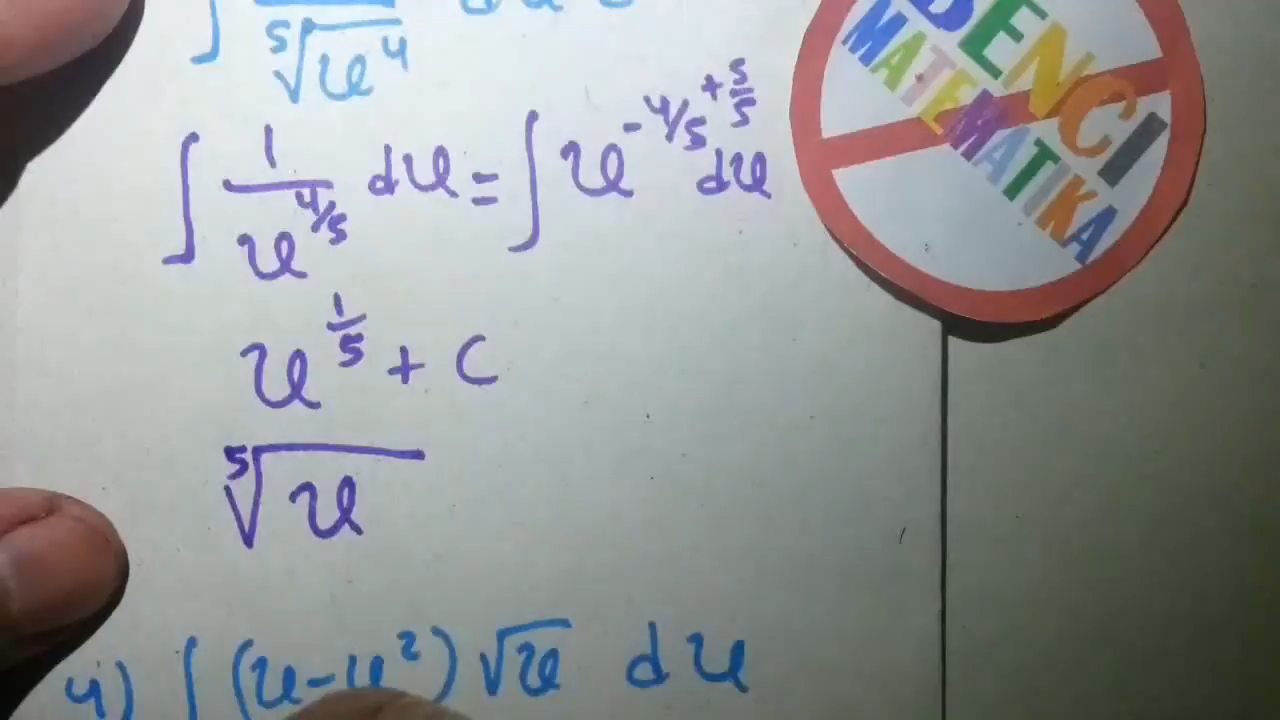 ∫ ⁵√u⁴ du
BENCI
MATEMATIKA
∫ 1/u^(4/5) du = ∫ u^(-4/5 + 5/5) du
u^(1/5) + C
⁵√u
4) ∫ (u-u²) √u du